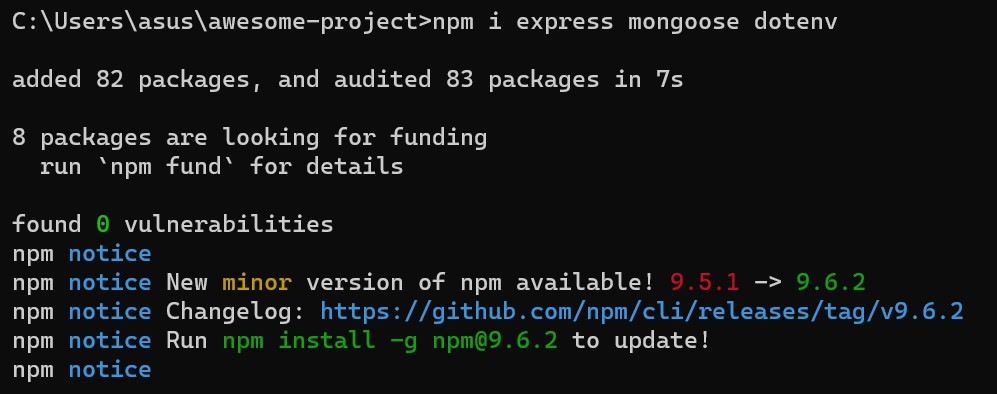 C:\Users\asus\awesome-project>npm i express mongoose dotenv
added 82 packages, and audited 83 packages in 7s
8 packages are looking for funding
  run `npm fund` for details
found 0 vulnerabilities
npm notice
npm notice New minor version of npm available! 9.5.1 -> 9.6.2
npm notice Changelog: https://github.com/npm/cli/releases/tag/v9.6.2
npm notice Run npm install -g npm@9.6.2 to update!
npm notice